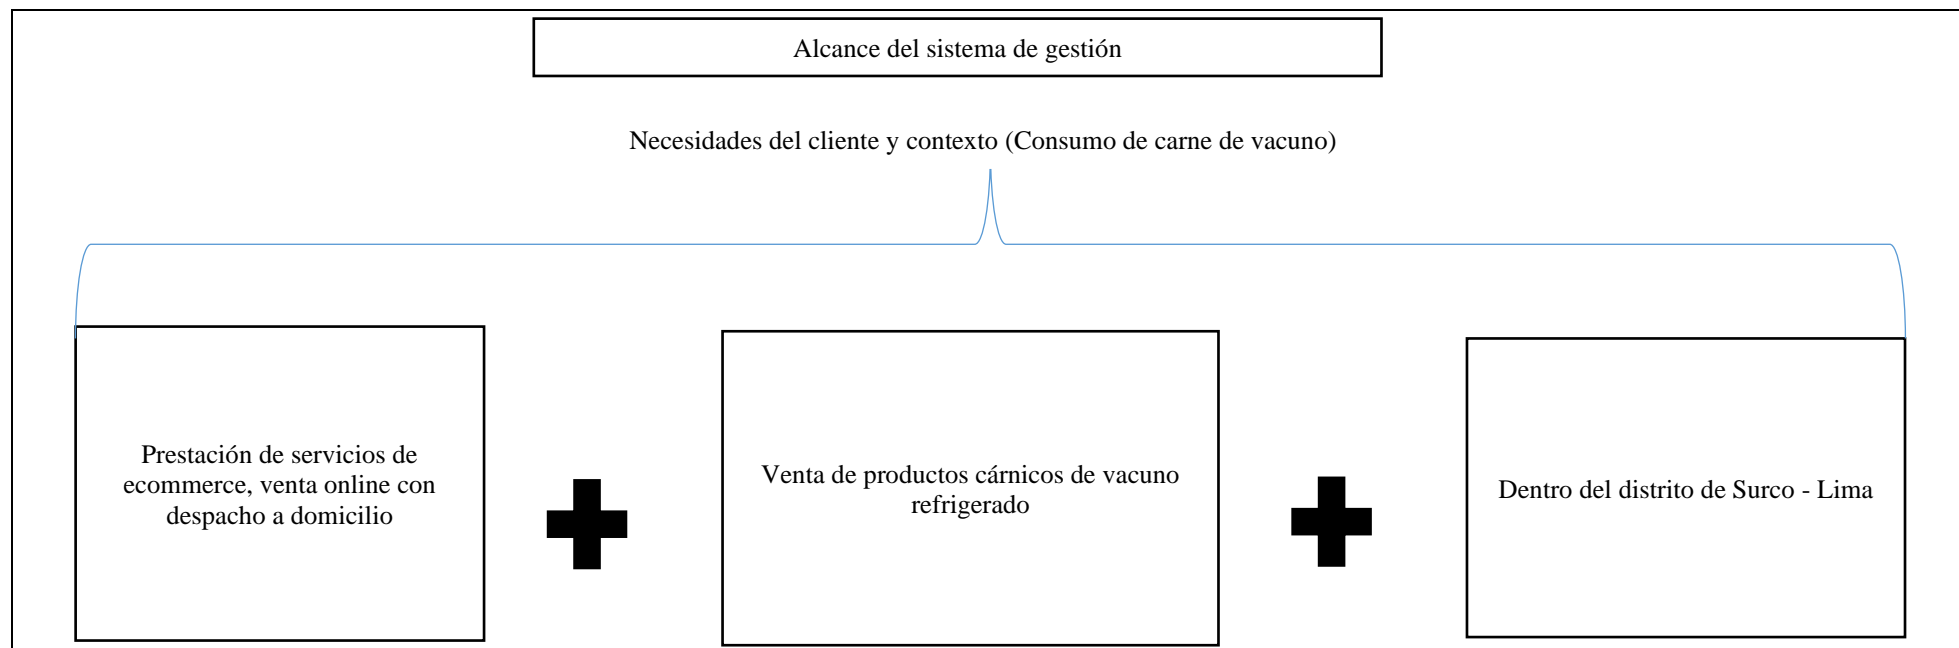 Alcance del sistema de gestión
Necesidades del cliente y contexto (Consumo de carne de vacuno)
Prestación de servicios de
ecommerce, venta online con
despacho a domicilio
Venta de productos cárnicos de vacuno
refrigerado
Dentro del distrito de Surco - Lima